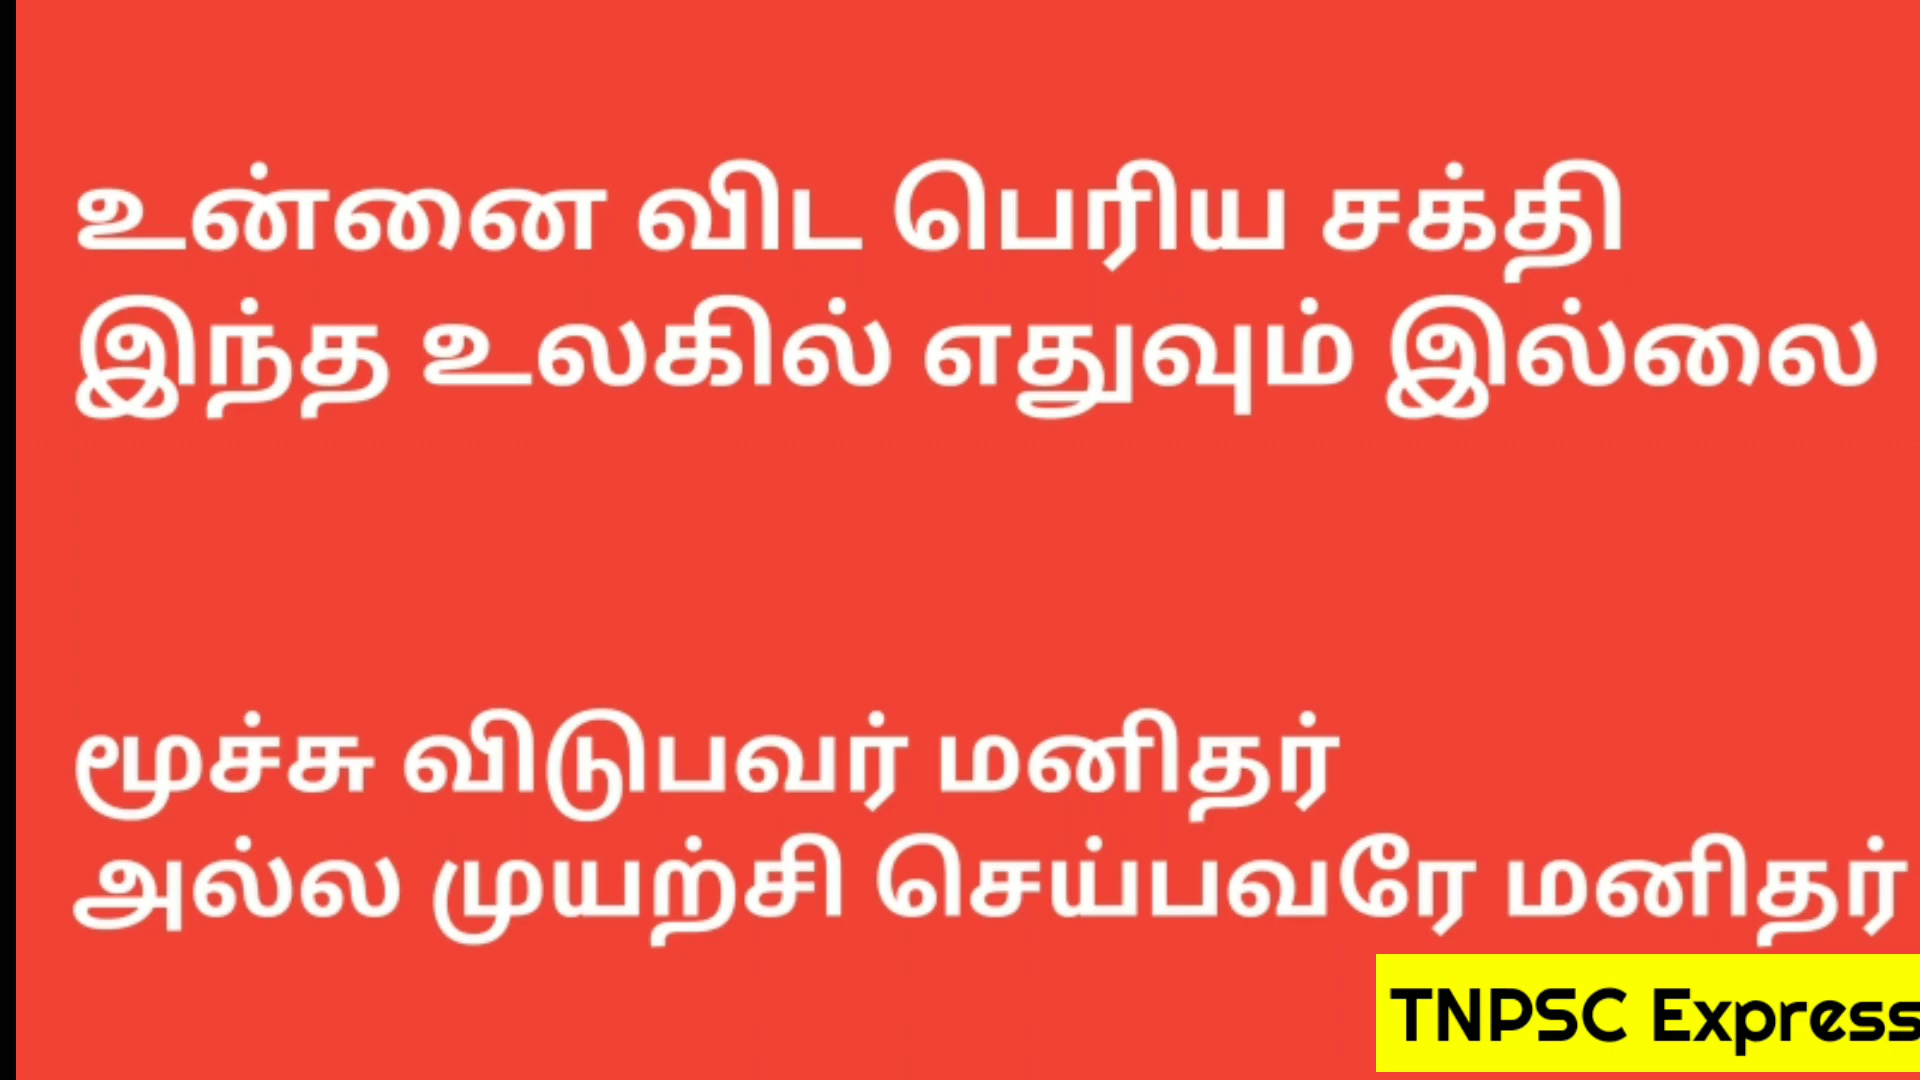 உன்னை விட பெரிய சக்தி
இந்த உலகில் எதுவும் இல்லை
மூச்சு விடுபவர் மனிதர்
அல்ல முயற்சி செய்பவரே மனிதர்
TNPSC Express